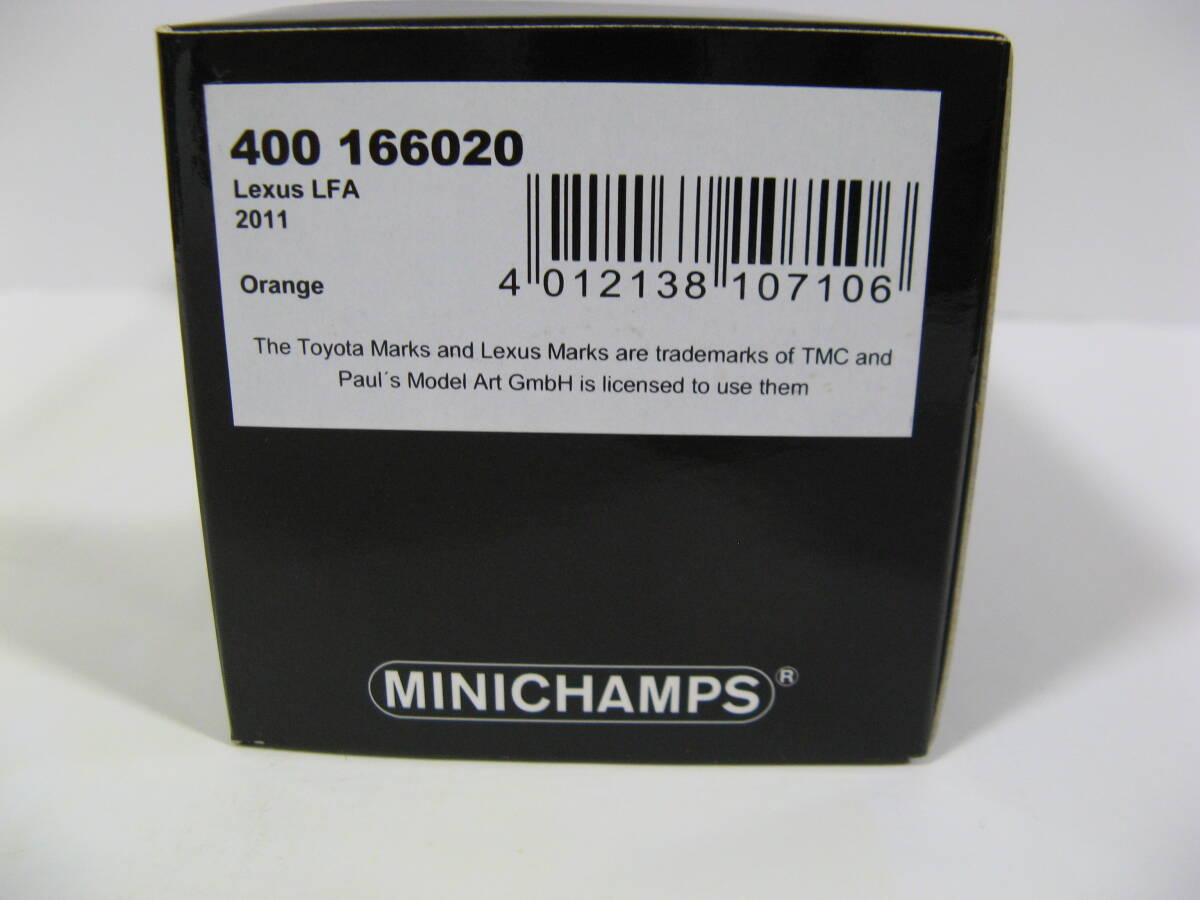 400 166020
Lexus LFA
2011
Orange
4 012138 107106
The Toyota Marks and Lexus Marks are trademarks of TMC and
Paul´s Model Art GmbH is licensed to use them
MINICHAMPS®